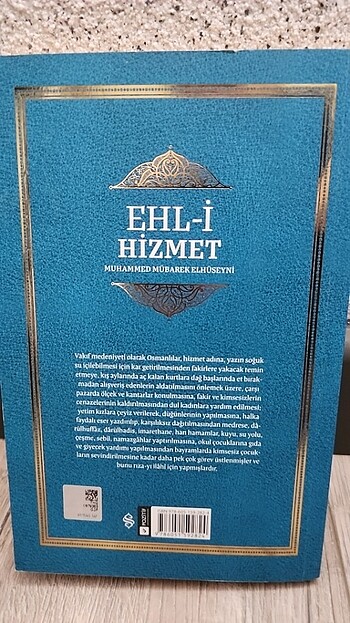 EHL-İ
HİZMET
MUHAMMED MÜBAREK ELHÜSEYNİ
Vakıf medeniyeti olarak Osmanlılar, hizmet adına, yazın soğuk
su içilebilmesi için kar getirilmesinden fakirlere yakacak temin
etmeye, kış aylarında aç kalan kurtlara dağ başlarında et bırak-
madan alışveriş edenlerin aldatılmasını önlemek üzere, çarşı
pazarda ölçek ve kantarlar konulmasına, fakir ve kimsesizlerin
cenazelerinin kaldırılmasından dul kadınlara yardım edilmesi;
yetim kızlara çeyiz verilerek, düğünlerinin yapılmasına, halka
faydalı eser yazdırılıp, karşılıksız dağıtılmasından medrese, dâ-
rülhuffâz, dârülbadis, imarethane, han hamamlar, kuyu, su yolu,
çeşme, sebil, namazgâhlar yaptırılmasına, okul çocuklarına gıda
ve giyecek yardımı yapılmasından bayramlarda kimsesiz çocuk-
ların sevindirilmesine kadar daha pek çok görev üstlenmişler ve
bunu rıza-yı ilâhî için yapmışlardır.
POZİTİF